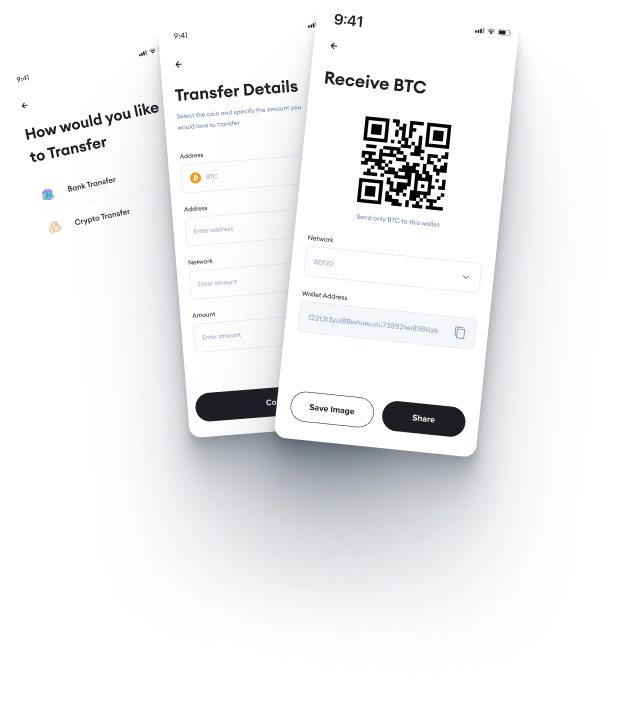 9:41
How would you like
to Transfer
Bank Transfer
Crypto Transfer
9:41
Transfer Details
Select the coin and specify the amount you
would love to transfer
Address
BTC
Address
Enter address
Network
Enter amount
Amount
Enter amount
Co
9:41
Receive BTC
Send only BTC to this wallet
Network
BEP20
Wallet Address
Save Image
Share